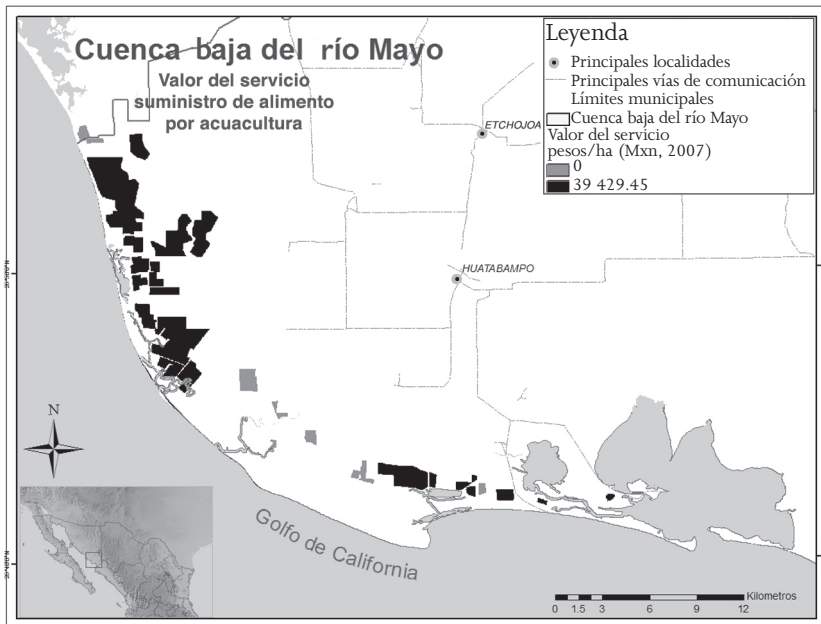 Cuenca baja del río Mayo
Valor del servicio
suministro de alimento
por acuacultura
Leyenda
Principales localidades
Principales vías de comunicación
Límites municipales
Cuenca baja del río Mayo
Valor del servicio
pesos/ha (Mxn, 2007)
0
39 429.45
ETCHOJOA
HUATABAMPO
N
Golfo de California
Kilometros
0 1.5 3 6 9 12